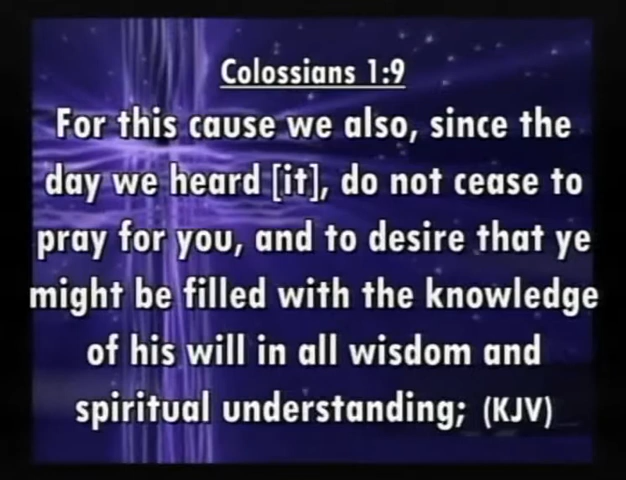 Colossians 1:9
For this cause we also, since the
day we heard [it], do not cease to
pray for you, and to desire that ye
might be filled with the knowledge
of his will in all wisdom and
spiritual understanding; (KJV)